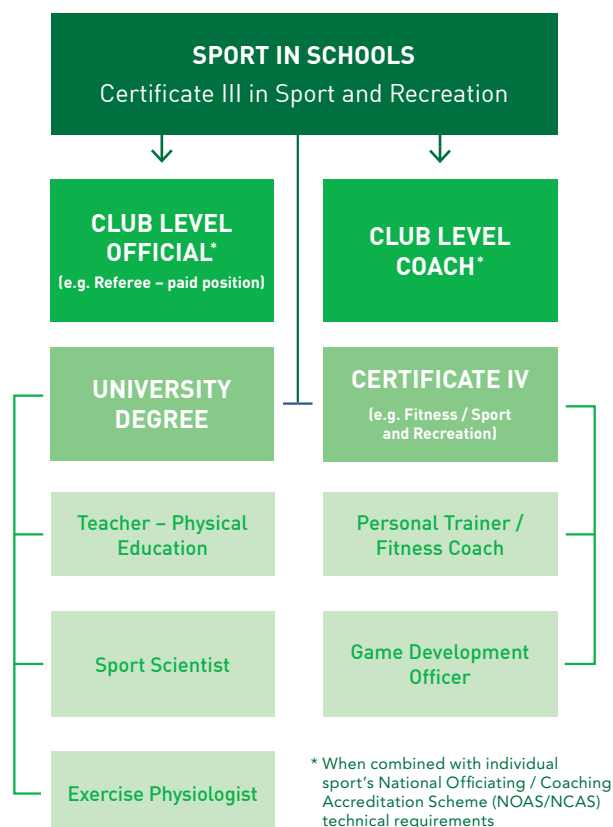 SPORT IN SCHOOLS
Certificate III in Sport and Recreation
CLUB LEVEL
OFFICIAL*
(e.g. Referee – paid position)
CLUB LEVEL
COACH*
UNIVERSITY
DEGREE
CERTIFICATE IV
(e.g. Fitness / Sport
and Recreation)
Teacher – Physical
Education
Personal Trainer /
Fitness Coach
Sport Scientist
Game Development
Officer
Exercise Physiologist
* When combined with individual
sport's National Officiating / Coaching
Accreditation Scheme (NOAS/NCAS)
technical requirements